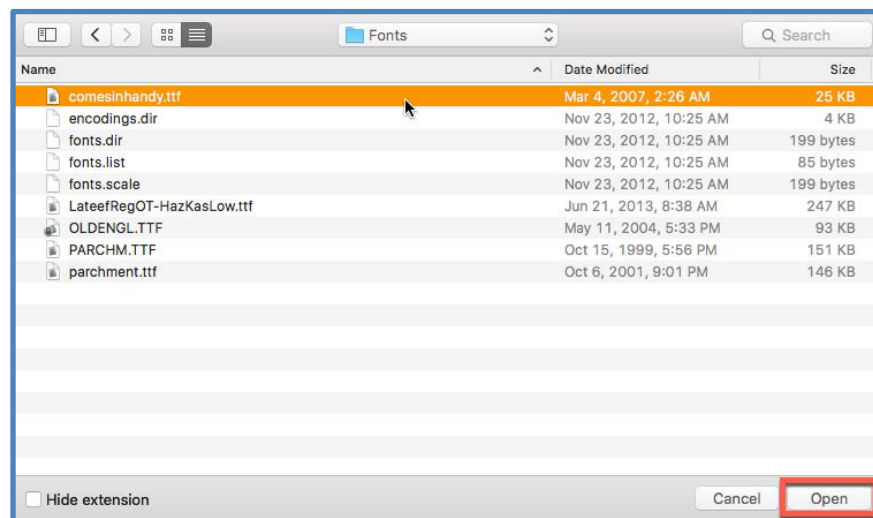 Fonts Search
Name Date Modified Size
comesinhandy.ttf Mar 4, 2007, 2:26 AM 25 KB
encodings.dir Nov 23, 2012, 10:25 AM 4 KB
fonts.dir Nov 23, 2012, 10:25 AM 199 bytes
fonts.list Nov 23, 2012, 10:25 AM 85 bytes
fonts.scale Nov 23, 2012, 10:25 AM 199 bytes
LateefRegOT-HazKasLow.ttf Jun 21, 2013, 8:38 AM 247 KB
OLDENGL.TTF May 11, 2004, 5:33 PM 93 KB
PARCHM.TTF Oct 15, 1999, 5:56 PM 151 KB
parchment.ttf Oct 6, 2001, 9:01 PM 146 KB
Hide extension Cancel Open